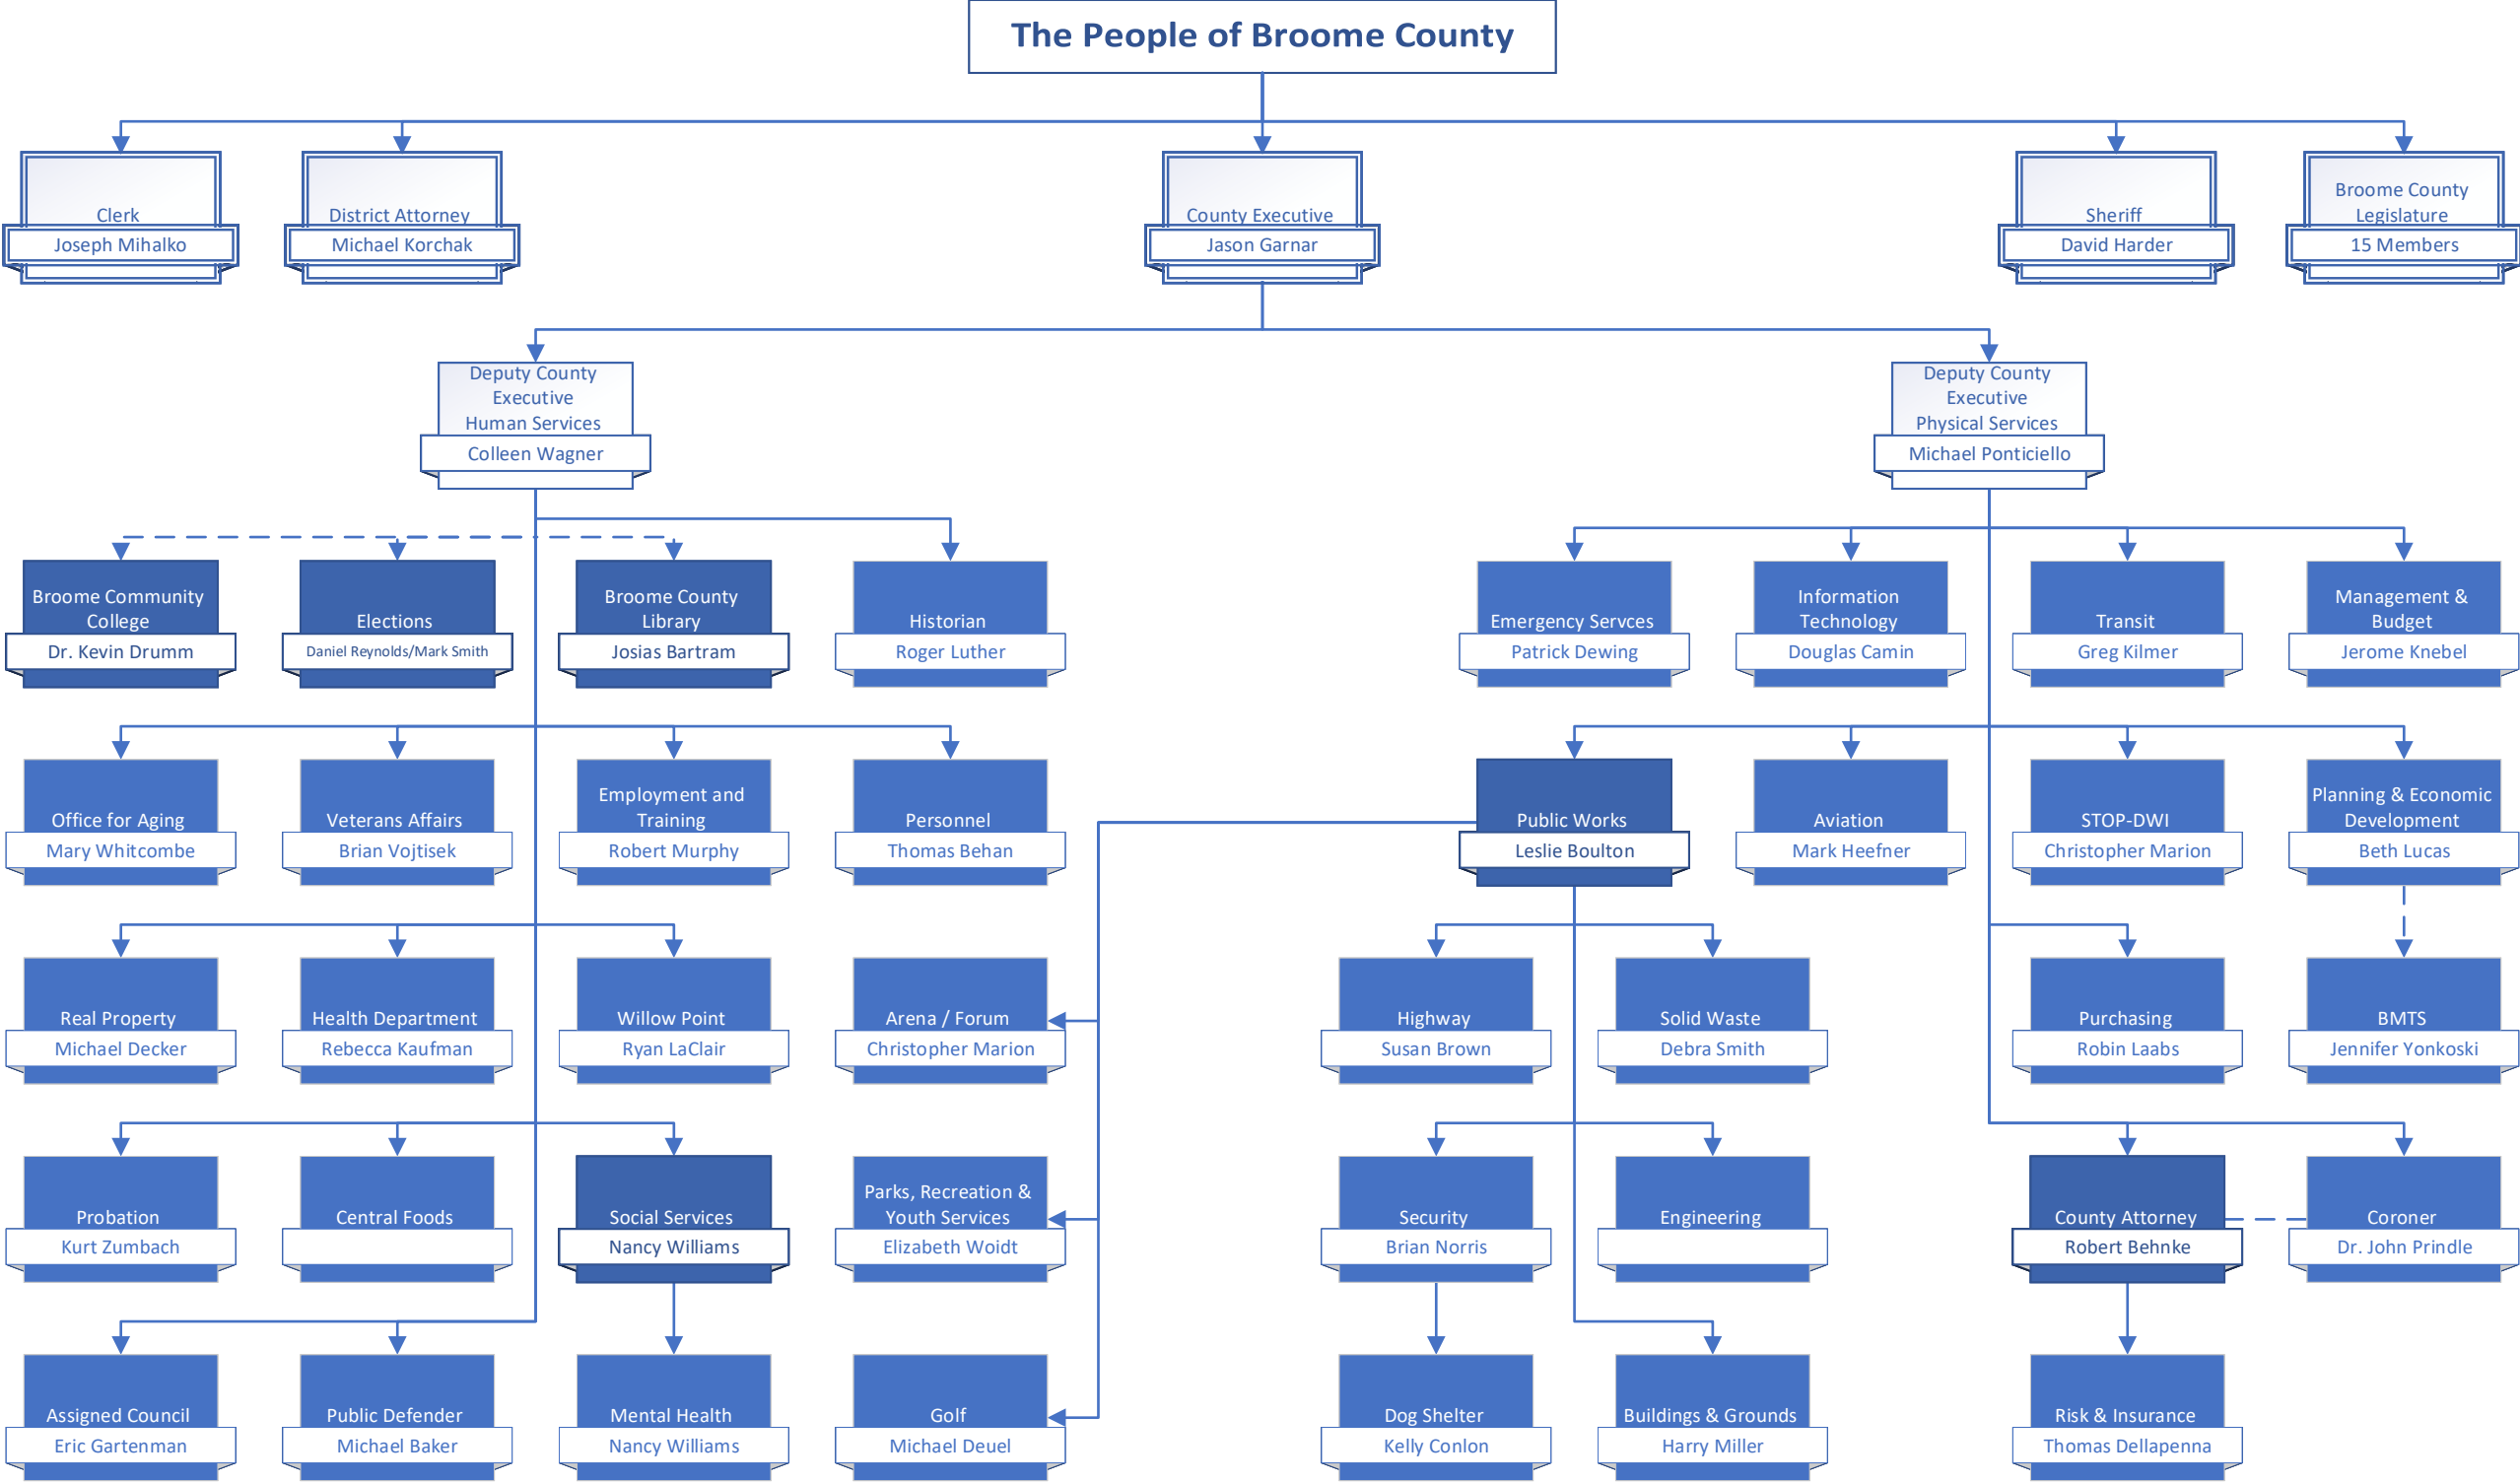 The People of Broome County
Clerk
Joseph Mihalko
District Attorney
Michael Korchak
County Executive
Jason Garnar
Sheriff
David Harder
Broome County
Legislature
15 Members
Deputy County
Executive
Human Services
Colleen Wagner
Deputy County
Executive
Physical Services
Michael Ponticiello
Broome Community
College
Dr. Kevin Drumm
Elections
Daniel Reynolds/Mark Smith
Broome County
Library
Josias Bartram
Historian
Roger Luther
Emergency Servces
Patrick Dewing
Information
Technology
Douglas Camin
Transit
Greg Kilmer
Management &
Budget
Jerome Knebel
Office for Aging
Mary Whitcombe
Veterans Affairs
Brian Vojtisek
Employment and
Training
Robert Murphy
Personnel
Thomas Behan
Public Works
Leslie Boulton
Aviation
Mark Heefner
STOP-DWI
Christopher Marion
Planning & Economic
Development
Beth Lucas
Real Property
Michael Decker
Health Department
Rebecca Kaufman
Willow Point
Ryan LaClair
Arena / Forum
Christopher Marion
Highway
Susan Brown
Solid Waste
Debra Smith
Purchasing
Robin Laabs
BMTS
Jennifer Yonkoski
Probation
Kurt Zumbach
Central Foods
Social Services
Nancy Williams
Parks, Recreation &
Youth Services
Elizabeth Woidt
Security
Brian Norris
Engineering
County Attorney
Robert Behnke
Coroner
Dr. John Prindle
Assigned Council
Eric Gartenman
Public Defender
Michael Baker
Mental Health
Nancy Williams
Golf
Michael Deuel
Dog Shelter
Kelly Conlon
Buildings & Grounds
Harry Miller
Risk & Insurance
Thomas Dellapenna